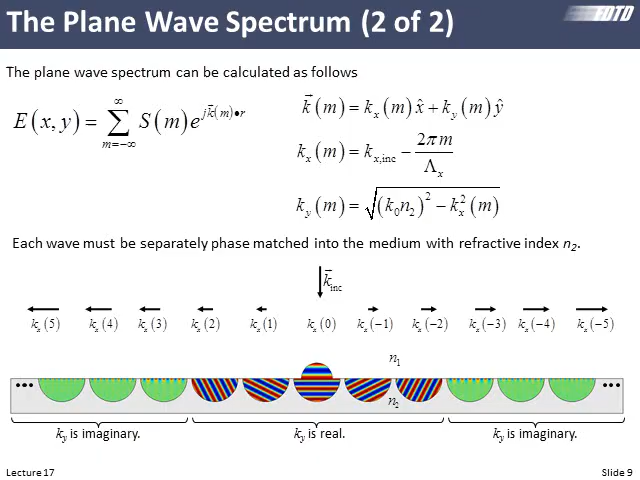 The Plane Wave Spectrum (2 of 2)
FDTD
The plane wave spectrum can be calculated as follows
E(x, y) = ∑_{m=-∞}^{∞} S(m)e^{jk⃗(m)•r}
k⃗(m) = k_x(m)x̂ + k_y(m)ŷ
k_x(m) = k_{x,inc} − 2πm/Λ_x
k_y(m) = √((k_0n_2)^2 − k_x^2(m))
Each wave must be separately phase matched into the medium with refractive index n_2.
k⃗_inc
k_x(5) k_x(4) k_x(3) k_x(2) k_x(1) k_x(0) k_x(−1) k_x(−2) k_x(−3) k_x(−4) k_x(−5)
n_1
••• n_2 •••
k_y is imaginary. k_y is real. k_y is imaginary.
Lecture 17 Slide 9